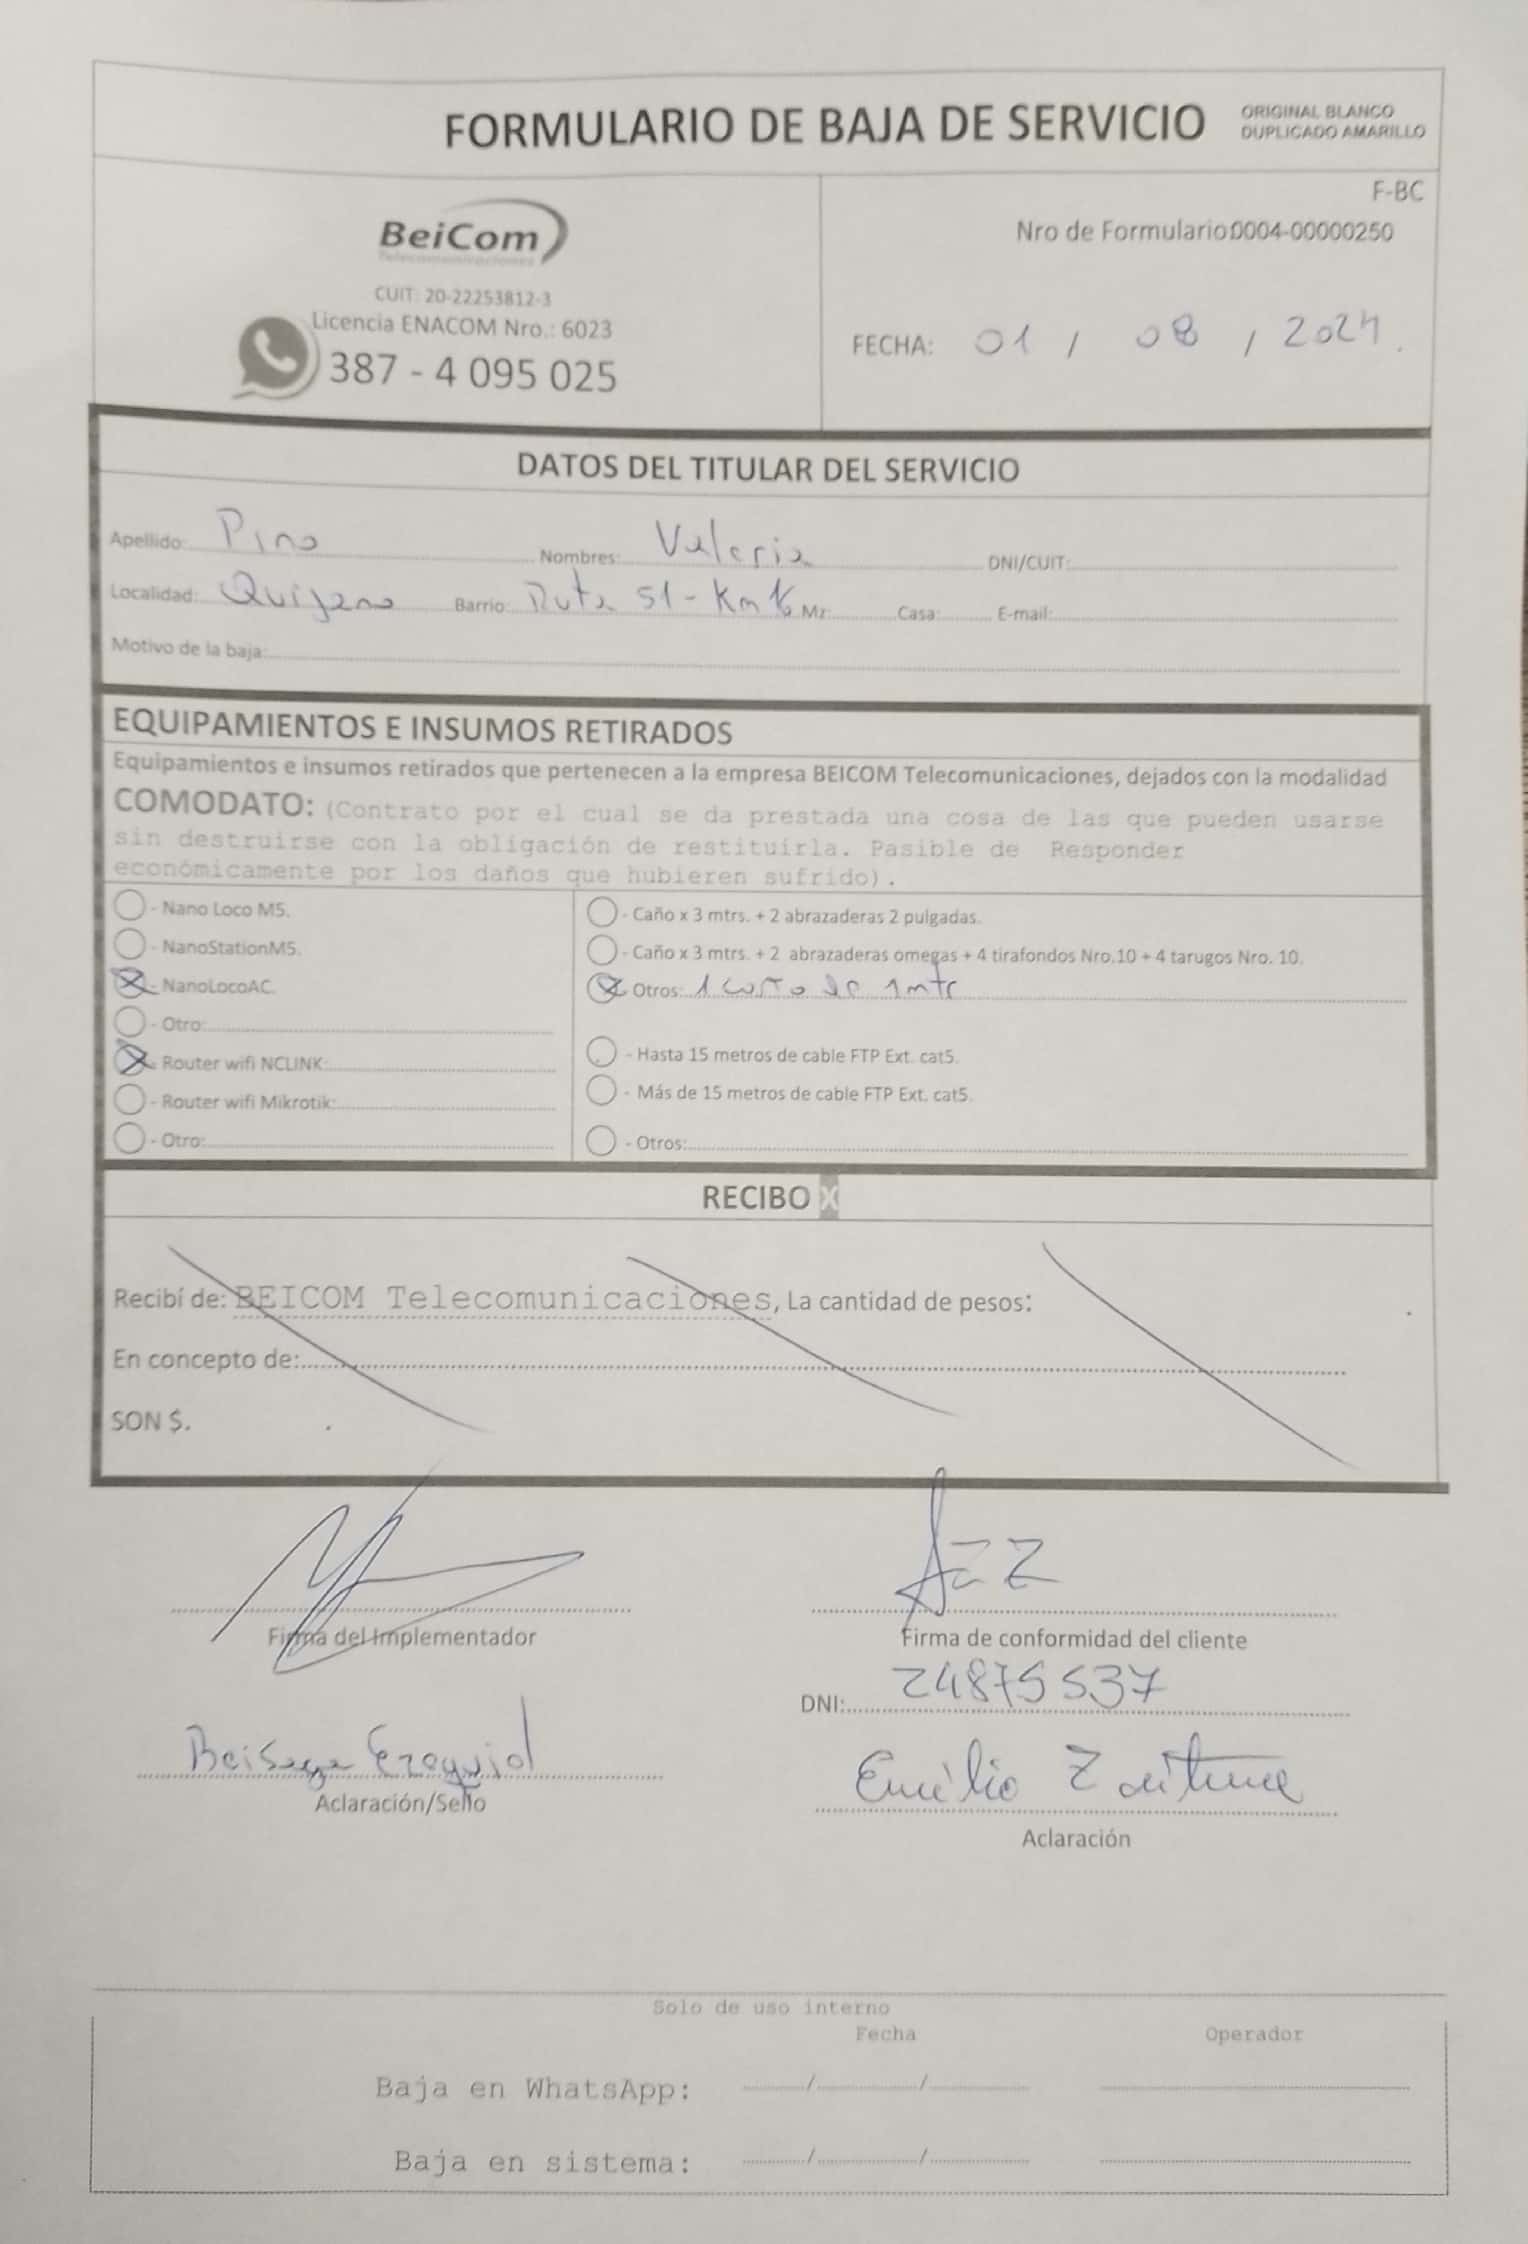 FORMULARIO DE BAJA DE SERVICIO
ORIGINAL BLANCO
DUPLICADO AMARILLO
BeiCom
Telecomunicaciones
CUIT: 20-22253812-3
Licencia ENACOM Nro.: 6023
387 - 4 095 025
F-BC
Nro de Formulario: 0004-00000250
FECHA: 01 / 08 / 2024.
DATOS DEL TITULAR DEL SERVICIO
Apellido: Pino Nombres: Valeria DNI/CUIT:
Localidad: Quijano Barrio: Ruta 51 - Km 16 Mz: Casa: E-mail:
Motivo de la baja:
EQUIPAMIENTOS E INSUMOS RETIRADOS
Equipamientos e insumos retirados que pertenecen a la empresa BEICOM Telecomunicaciones, dejados con la modalidad
COMODATO: (Contrato por el cual se da prestada una cosa de las que pueden usarse
sin destruirse con la obligación de restituirla. Pasible de Responder
económicamente por los daños que hubieren sufrido).
- Nano Loco M5.
- NanoStationM5.
X - NanoLocoAC.
- Otro:
X - Router wifi NCLINK:
- Router wifi Mikrotik:
- Otro:
- Caño x 3 mtrs. + 2 abrazaderas 2 pulgadas.
- Caño x 3 mtrs. + 2 abrazaderas omegas + 4 tirafondos Nro.10 + 4 tarugos Nro. 10.
X Otros: 1 de 1 mtr
- Hasta 15 metros de cable FTP Ext. cat5.
- Más de 15 metros de cable FTP Ext. cat5.
- Otros:
RECIBO X
Recibí de: BEICOM Telecomunicaciones, La cantidad de pesos:
En concepto de:
SON $.
Firma del Implementador
Firma de conformidad del cliente
DNI: 24875537
Ezequiel
Aclaración/Sello
Emilio
Aclaración
Solo de uso interno
Fecha Operador
Baja en WhatsApp: / /
Baja en sistema: / /